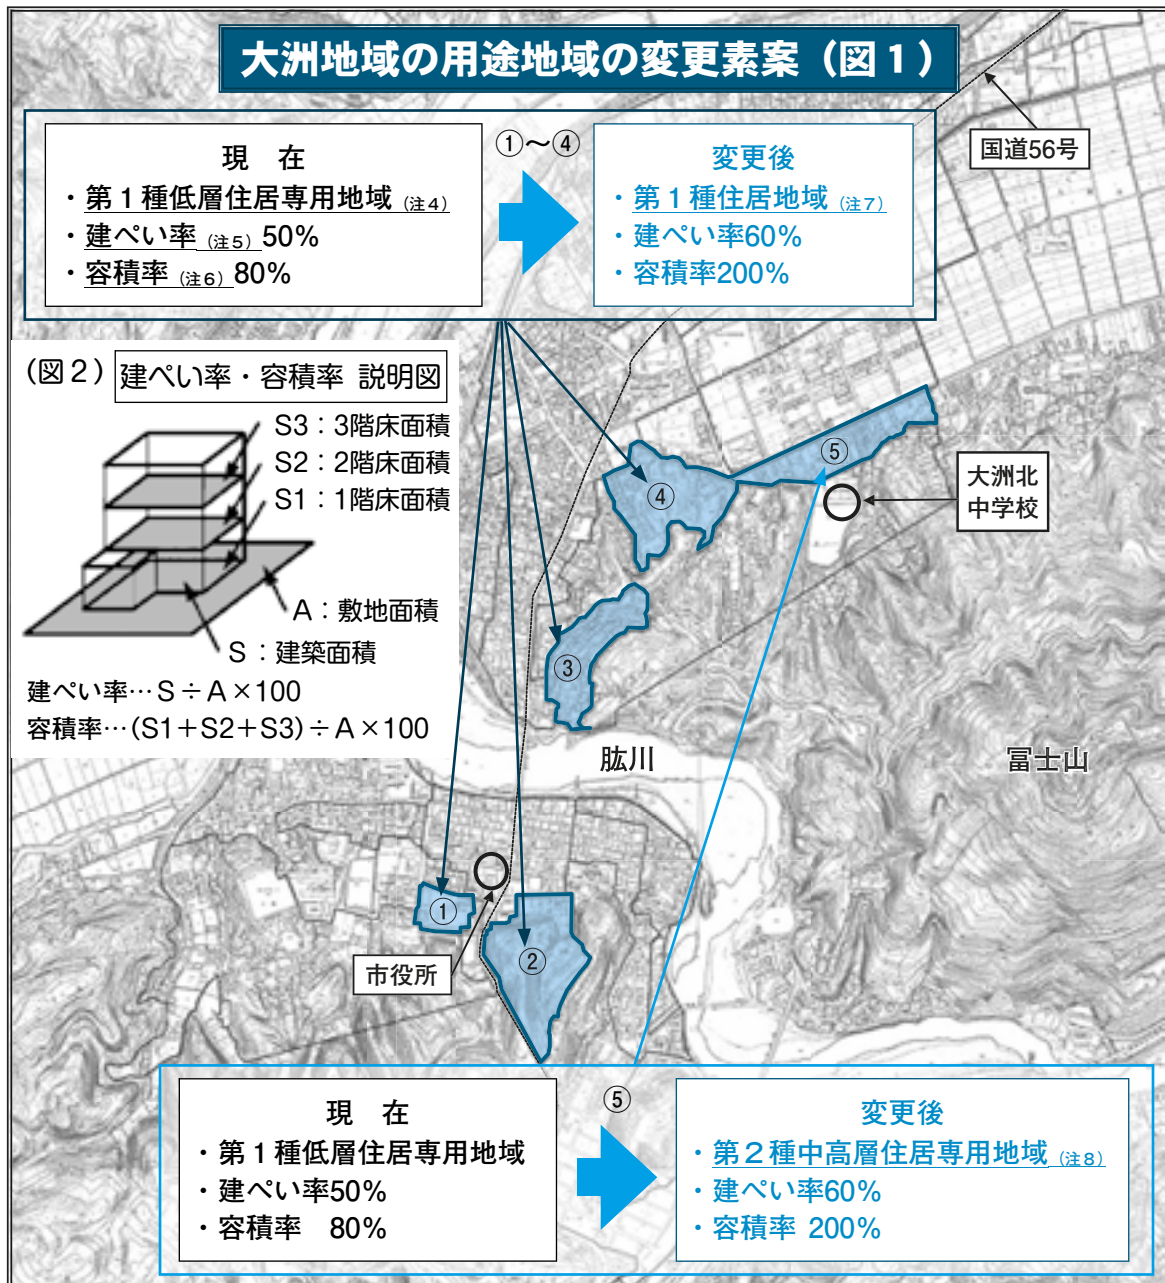 大洲地域の用途地域の変更素案（図１）
国道56号
①～④
現　在
・第１種低層住居専用地域（注４）
・建ぺい率（注５）50%
・容積率（注６）80%
変更後
・第１種住居地域（注７）
・建ぺい率60%
・容積率200%
（図２）建ぺい率・容積率 説明図
S3：3階床面積
S2：2階床面積
S1：1階床面積
A：敷地面積
S：建築面積
建ぺい率…S÷A×100
容積率…(S1＋S2＋S3)÷A×100
⑤
④
大洲北
中学校
③
肱川
冨士山
①
②
市役所
⑤
現　在
・第１種低層住居専用地域
・建ぺい率50%
・容積率　80%
変更後
・第２種中高層住居専用地域（注８）
・建ぺい率60%
・容積率 200%